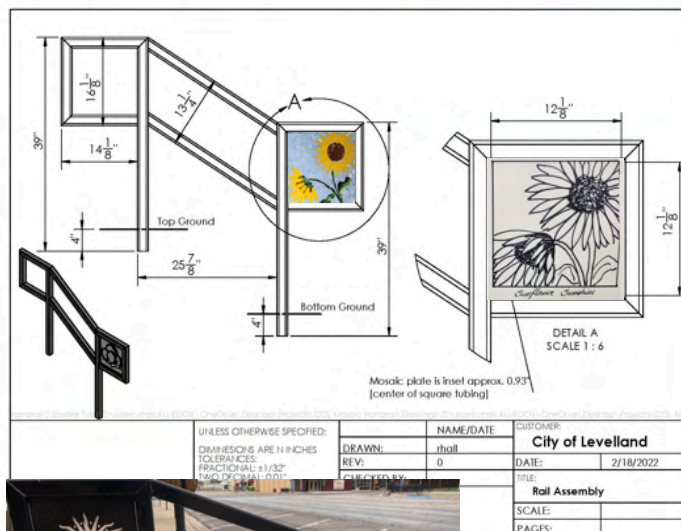 39"
16 1/8"
14 1/8"
4"
Top Ground
13 1/4"
25 7/8"
A
39"
4"
Bottom Ground
12 1/8"
12 1/8"
Sunflower Sunshine
DETAIL A
SCALE 1 : 6
Mosaic plate is inset approx. 0.93"
(center of square tubing)
UNLESS OTHERWISE SPECIFIED:
DIMINESIONS ARE N INCHES
TOLERANCES:
FRACTIONAL: ±1/32"
TWO DECIMAL: 0.01"
NAME/DATE
DRAWN: rhall
REV: 0
CHECKED BY:
CUSTOMER:
City of Levelland
DATE: 2/18/2022
TITLE:
Rail Assembly
SCALE:
PAGES: